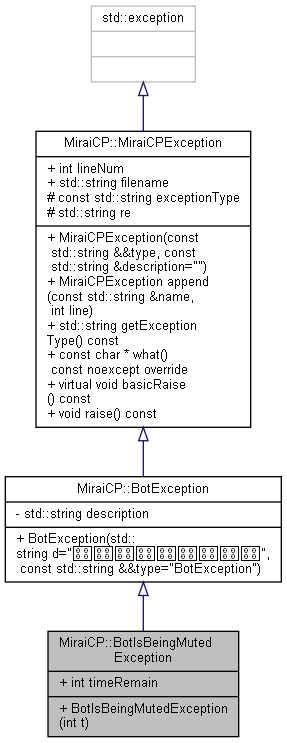 std::exception
MiraiCP::MiraiCPException
+ int lineNum
+ std::string filename
# const std::string exceptionType
# std::string re
+ MiraiCPException(const
std::string &&type, const
std::string &description="")
+ MiraiCPException append
(const std::string &name,
int line)
+ std::string getException
Type() const
+ const char * what()
const noexcept override
+ virtual void basicRaise
() const
+ void raise() const
MiraiCP::BotException
- std::string description
+ BotException(std::
string d="",
const std::string &&type="BotException")
MiraiCP::BotIsBeingMuted
Exception
+ int timeRemain
+ BotIsBeingMutedException
(int t)